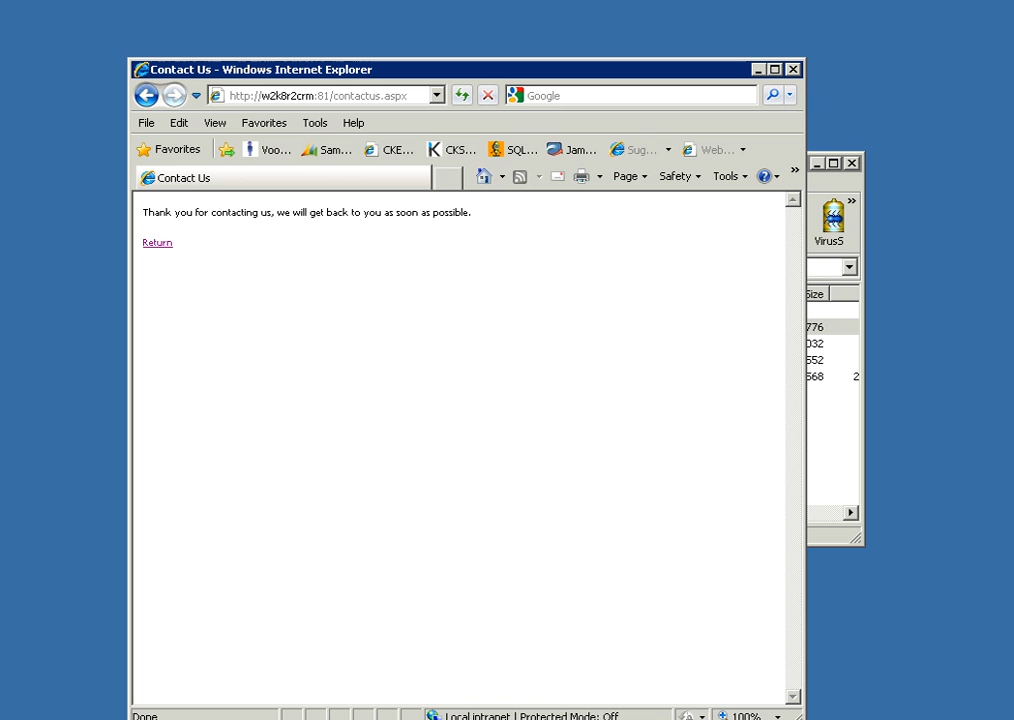 Contact Us - Windows Internet Explorer
http://w2k8r2crm:81/contactus.aspx
Google
File Edit View Favorites Tools Help
Favorites Voo... Sam... CKE... CKS... SQL... Jam... Sug... Web...
Contact Us
Page Safety Tools
Thank you for contacting us, we will get back to you as soon as possible.
Return
VirusS
Size
776
032
552
568 2
Done
Local intranet | Protected Mode: Off
100%